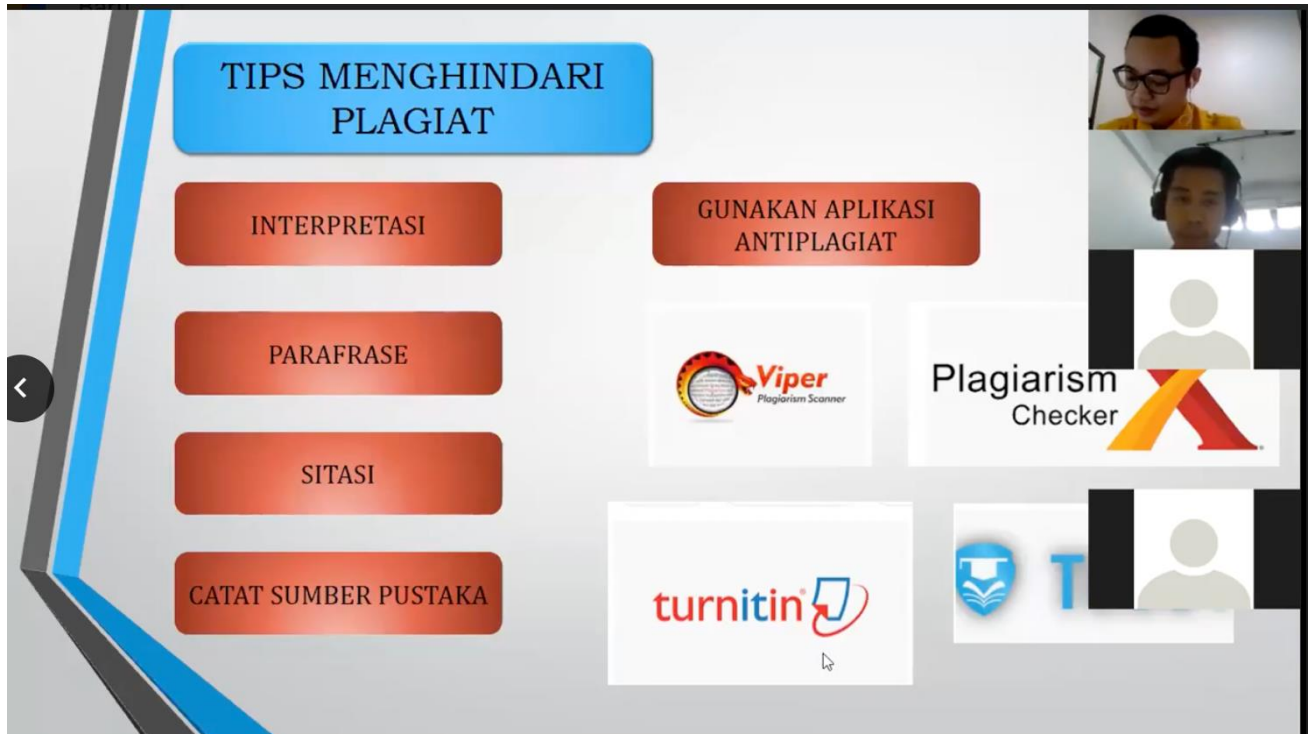 TIPS MENGHINDARI
PLAGIAT
INTERPRETASI
PARAFRASE
SITASI
CATAT SUMBER PUSTAKA
GUNAKAN APLIKASI
ANTIPLAGIAT
Viper
Plagiarism Scanner
Plagiarism
Checker
turnitin